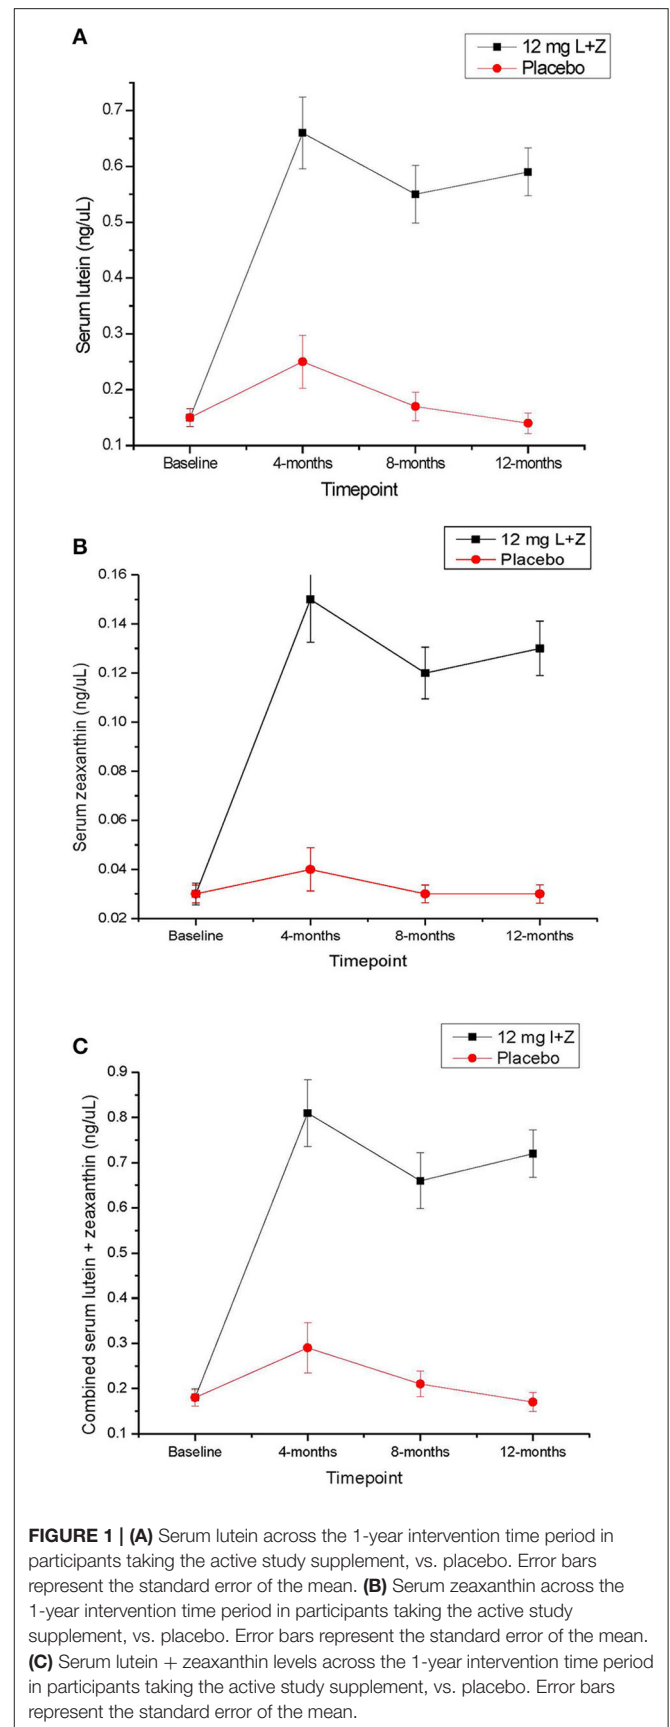 A
12 mg L+Z
Placebo
0.7
0.6
0.5
0.4
0.3
0.2
0.1
Serum lutein (ng/uL)
Baseline
4-months
8-months
12-months
Timepoint
B
12 mg L+Z
Placebo
0.16
0.14
0.12
0.10
0.08
0.06
0.04
0.02
Serum zeaxanthin (ng/uL)
Baseline
4-months
8-months
12-months
Timepoint
C
12 mg l+Z
Placebo
0.9
0.8
0.7
0.6
0.5
0.4
0.3
0.2
0.1
Combined serum lutein + zeaxanthin (ng/uL)
Baseline
4-months
8-months
12-months
Timepoint
FIGURE 1 | (A) Serum lutein across the 1-year intervention time period in
participants taking the active study supplement, vs. placebo. Error bars
represent the standard error of the mean. (B) Serum zeaxanthin across the
1-year intervention time period in participants taking the active study
supplement, vs. placebo. Error bars represent the standard error of the mean.
(C) Serum lutein + zeaxanthin levels across the 1-year intervention time period
in participants taking the active study supplement, vs. placebo. Error bars
represent the standard error of the mean.